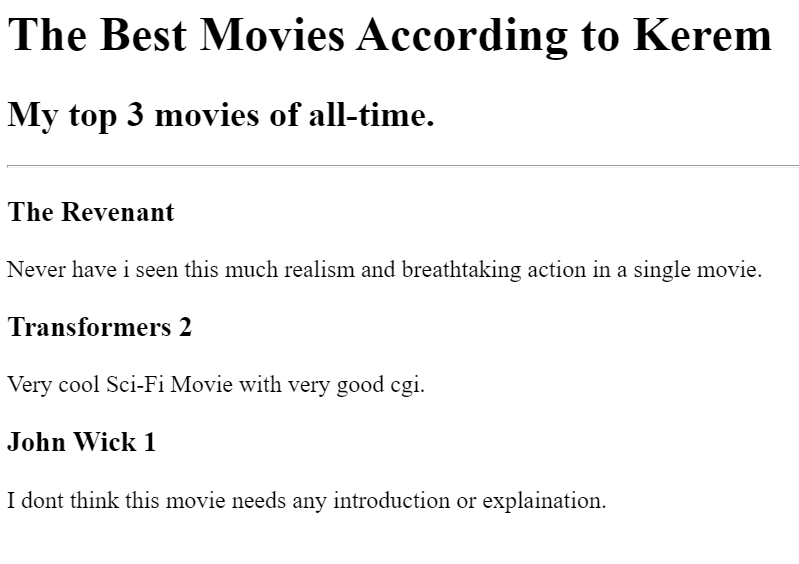 The Best Movies According to Kerem
My top 3 movies of all-time.
The Revenant
Never have i seen this much realism and breathtaking action in a single movie.
Transformers 2
Very cool Sci-Fi Movie with very good cgi.
John Wick 1
I dont think this movie needs any introduction or explaination.